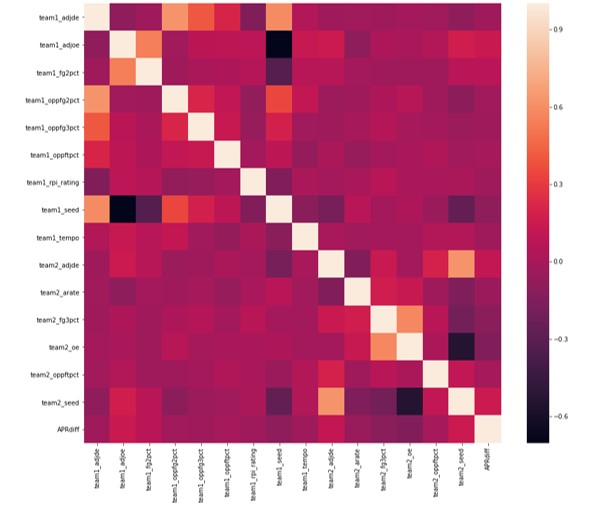 team1_adjde
team1_adjoe
team1_fg2pct
team1_oppfg2pct
team1_oppfg3pct
team1_oppftpct
team1_rpi_rating
team1_seed
team1_tempo
team2_adjde
team2_arate
team2_fg3pct
team2_oe
team2_oppftpct
team2_seed
APRdiff
team1_adjde
team1_adjoe
team1_fg2pct
team1_oppfg2pct
team1_oppfg3pct
team1_oppftpct
team1_rpi_rating
team1_seed
team1_tempo
team2_adjde
team2_arate
team2_fg3pct
team2_oe
team2_oppftpct
team2_seed
APRdiff
0.9
0.6
0.3
0.0
−0.3
−0.6